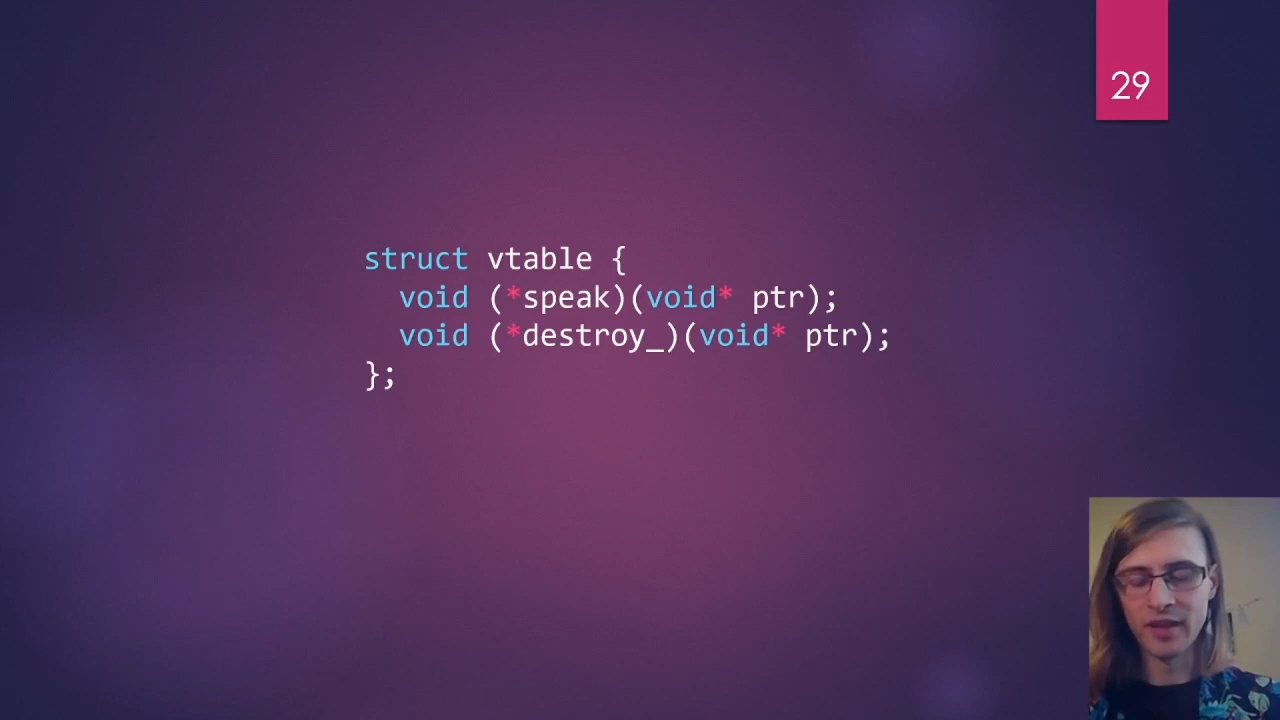 29
struct vtable {
  void (*speak)(void* ptr);
  void (*destroy_)(void* ptr);
};